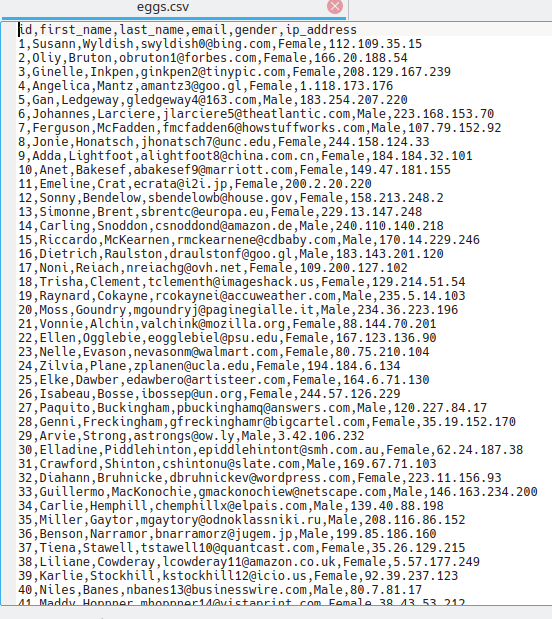 eggs.csv
id,first_name,last_name,email,gender,ip_address
1,Susann,Wyldish,swyldish0@bing.com,Female,112.109.35.15
2,Oliy,Bruton,obruton1@forbes.com,Female,166.20.188.54
3,Ginelle,Inkpen,ginkpen2@tinypic.com,Female,208.129.167.239
4,Angelica,Mantz,amantz3@goo.gl,Female,1.118.173.176
5,Gan,Ledgeway,gledgeway4@163.com,Male,183.254.207.220
6,Johannes,Larciere,jlarciere5@theatlantic.com,Male,223.168.153.70
7,Ferguson,McFadden,fmcfadden6@howstuffworks.com,Male,107.79.152.92
8,Jonie,Honatsch,jhonatsch7@unc.edu,Female,244.158.124.33
9,Adda,Lightfoot,alightfoot8@china.com.cn,Female,184.184.32.101
10,Anet,Bakesef,abakesef9@marriott.com,Female,149.47.181.155
11,Emeline,Crat,ecrata@i2i.jp,Female,200.2.20.220
12,Sonny,Bendelow,sbendelowb@house.gov,Female,158.213.248.2
13,Simonne,Brent,sbrentc@europa.eu,Female,229.13.147.248
14,Carling,Snoddon,csnoddond@amazon.de,Male,240.110.140.218
15,Riccardo,McKearnen,rmckearnene@cdbaby.com,Male,170.14.229.246
16,Dietrich,Raulston,draulstonf@goo.gl,Male,183.143.201.120
17,Noni,Reiach,nreiachg@ovh.net,Female,109.200.127.102
18,Trisha,Clement,tclementh@imageshack.us,Female,129.214.51.54
19,Raynard,Cokayne,rcokaynei@accuweather.com,Male,235.5.14.103
20,Moss,Goundry,mgoundryj@paginegialle.it,Male,234.36.223.196
21,Vonnie,Alchin,valchink@mozilla.org,Female,88.144.70.201
22,Ellen,Ogglebie,eogglebiel@psu.edu,Female,167.123.136.90
23,Nelle,Evason,nevasonm@walmart.com,Female,80.75.210.104
24,Zilvia,Plane,zplanen@ucla.edu,Female,194.184.6.134
25,Elke,Dawber,edawbero@artisteer.com,Female,164.6.71.130
26,Isabeau,Bosse,ibossep@un.org,Female,244.57.126.229
27,Paquito,Buckingham,pbuckinghamq@answers.com,Male,120.227.84.17
28,Genni,Freckingham,gfreckinghamr@bigcartel.com,Female,35.19.152.170
29,Arvie,Strong,astrongs@ow.ly,Male,3.42.106.232
30,Elladine,Piddlehinton,epiddlehintont@smh.com.au,Female,62.24.187.38
31,Crawford,Shinton,cshintonu@slate.com,Male,169.67.71.103
32,Diahann,Bruhnicke,dbruhnickev@wordpress.com,Female,223.11.156.93
33,Guillermo,MacKonochie,gmackonochiew@netscape.com,Male,146.163.234.200
34,Carlie,Hemphill,chemphillx@elpais.com,Male,139.40.88.198
35,Miller,Gaytor,mgaytory@odnoklassniki.ru,Male,208.116.86.152
36,Benson,Narramor,bnarramorz@jugem.jp,Male,199.85.186.160
37,Tiena,Stawell,tstawell10@quantcast.com,Female,35.26.129.215
38,Liliane,Cowderay,lcowderay11@amazon.co.uk,Female,5.57.177.249
39,Karlie,Stockhill,kstockhill12@icio.us,Female,92.39.237.123
40,Niles,Banes,nbanes13@businesswire.com,Male,80.7.81.17
41,Maddy,Hoppner,mhoppner14@vistaprint.com,Female,38.43.53.212